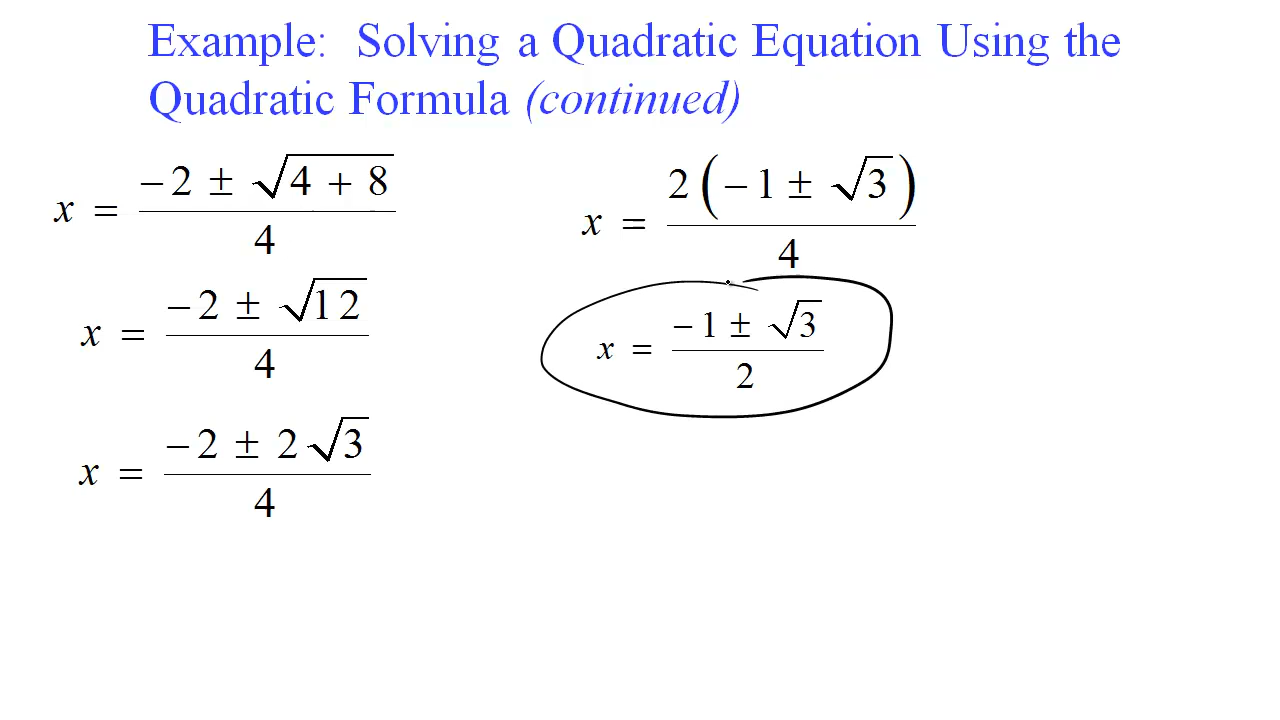 Example: Solving a Quadratic Equation Using the
Quadratic Formula (continued)
x = (−2 ± √(4 + 8)) / 4
x = (−2 ± √12) / 4
x = (−2 ± 2√3) / 4
x = 2(−1 ± √3) / 4
x = (−1 ± √3) / 2